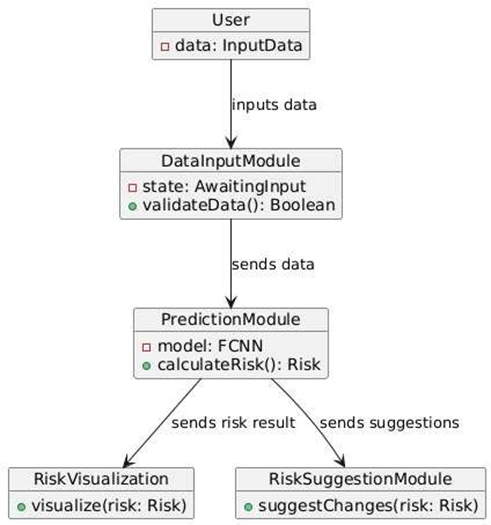 User
data: InputData
inputs data
DataInputModule
state: AwaitingInput
validateData(): Boolean
sends data
PredictionModule
model: FCNN
calculateRisk(): Risk
sends risk result
sends suggestions
RiskVisualization
visualize(risk: Risk)
RiskSuggestionModule
suggestChanges(risk: Risk)